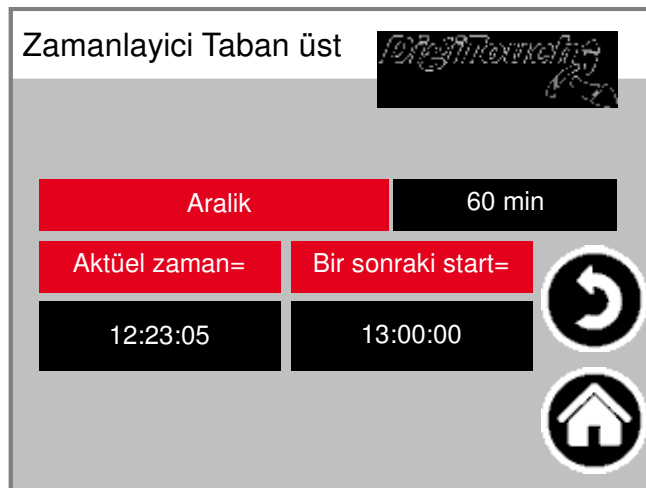 Zamanlayici Taban üst
DigiTouch
Aralik
60 min
Aktüel zaman=
Bir sonraki start=
12:23:05
13:00:00